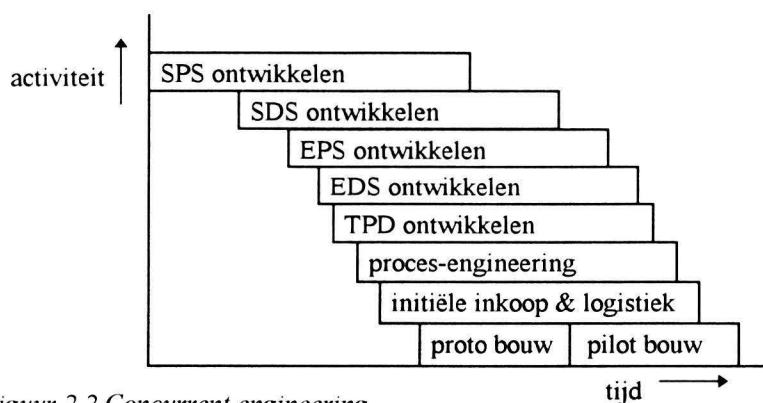 activiteit
SPS ontwikkelen
SDS ontwikkelen
EPS ontwikkelen
EDS ontwikkelen
TPD ontwikkelen
proces-engineering
initiële inkoop & logistiek
proto bouw
pilot bouw
tijd
2.2 Concurrent engineering